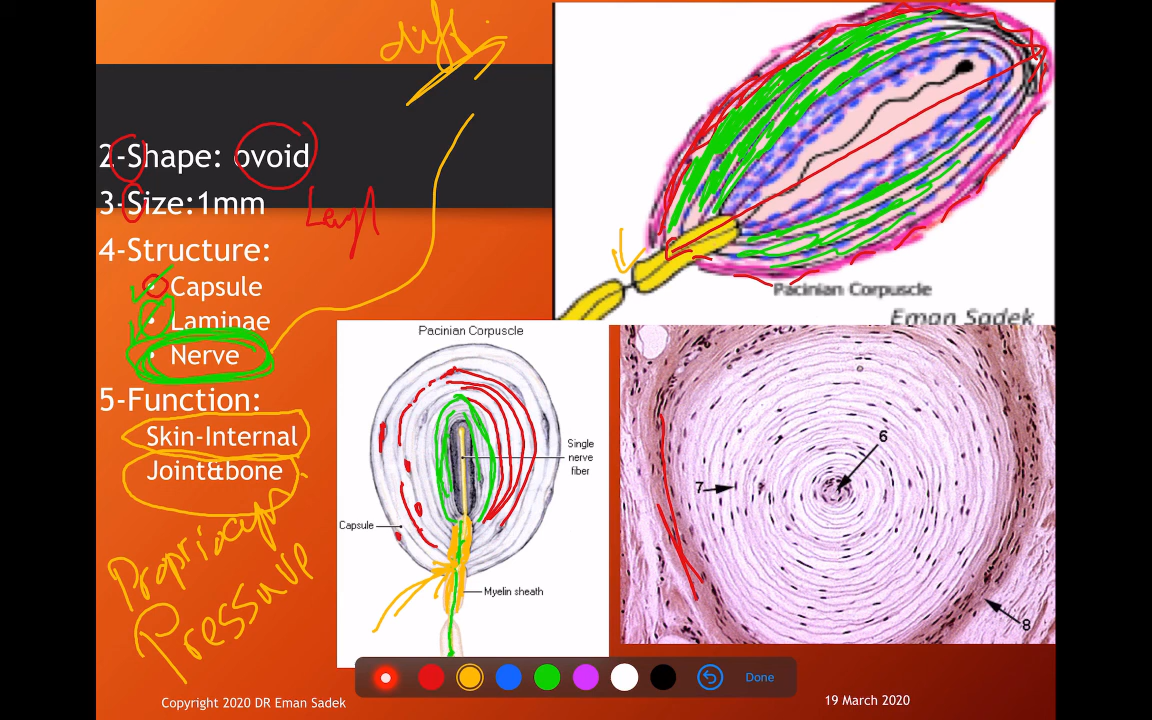 diff
2-Shape: ovoid
3-Size:1mm
4-Structure:
• Capsule
• Laminae
• Nerve
5-Function:
Skin-Internal
Joint&bone
Pressure
Pacinian Corpuscle
Eman Sadek
Pacinian Corpuscle
Single
nerve
fiber
Capsule
Myelin sheath
6
7
8
Done
Copyright 2020 DR Eman Sadek
19 March 2020